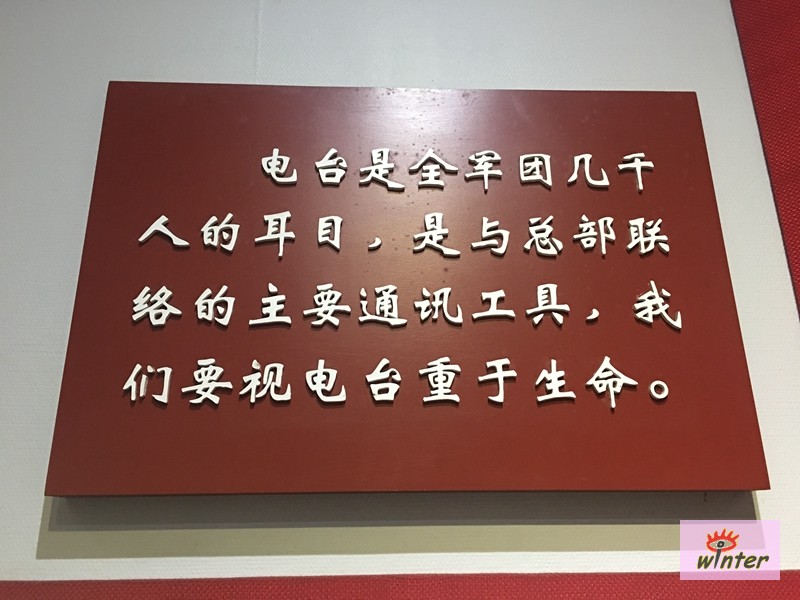 电台是全军团几千
人的耳目，是与总部联
络的主要通讯工具，我
们要视电台重于生命。
winter